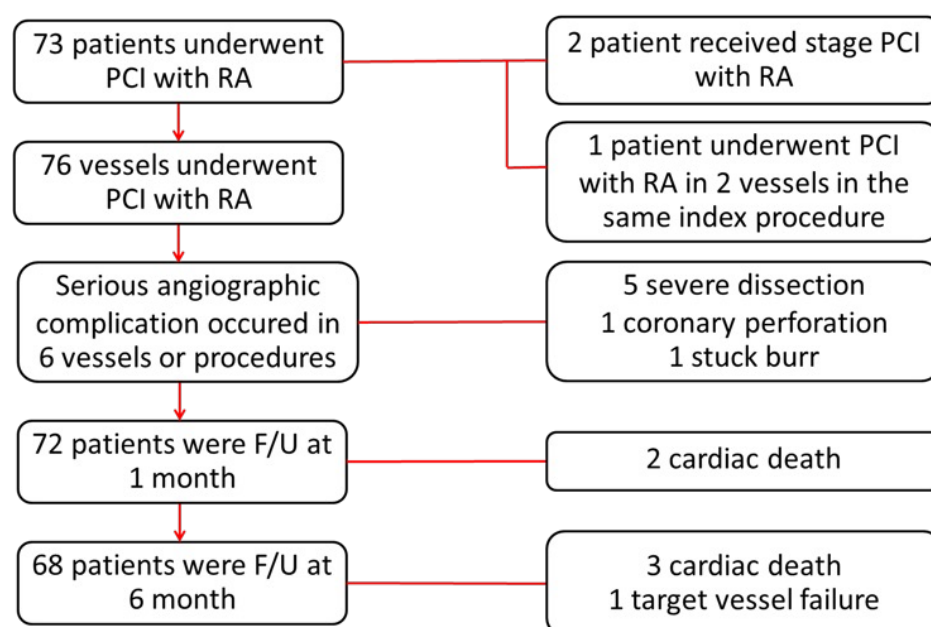 73 patients underwent
PCI with RA
2 patient received stage PCI
with RA
76 vessels underwent
PCI with RA
1 patient underwent PCI
with RA in 2 vessels in the
same index procedure
Serious angiographic
complication occured in
6 vessels or procedures
5 severe dissection
1 coronary perforation
1 stuck burr
72 patients were F/U at
1 month
2 cardiac death
68 patients were F/U at
6 month
3 cardiac death
1 target vessel failure